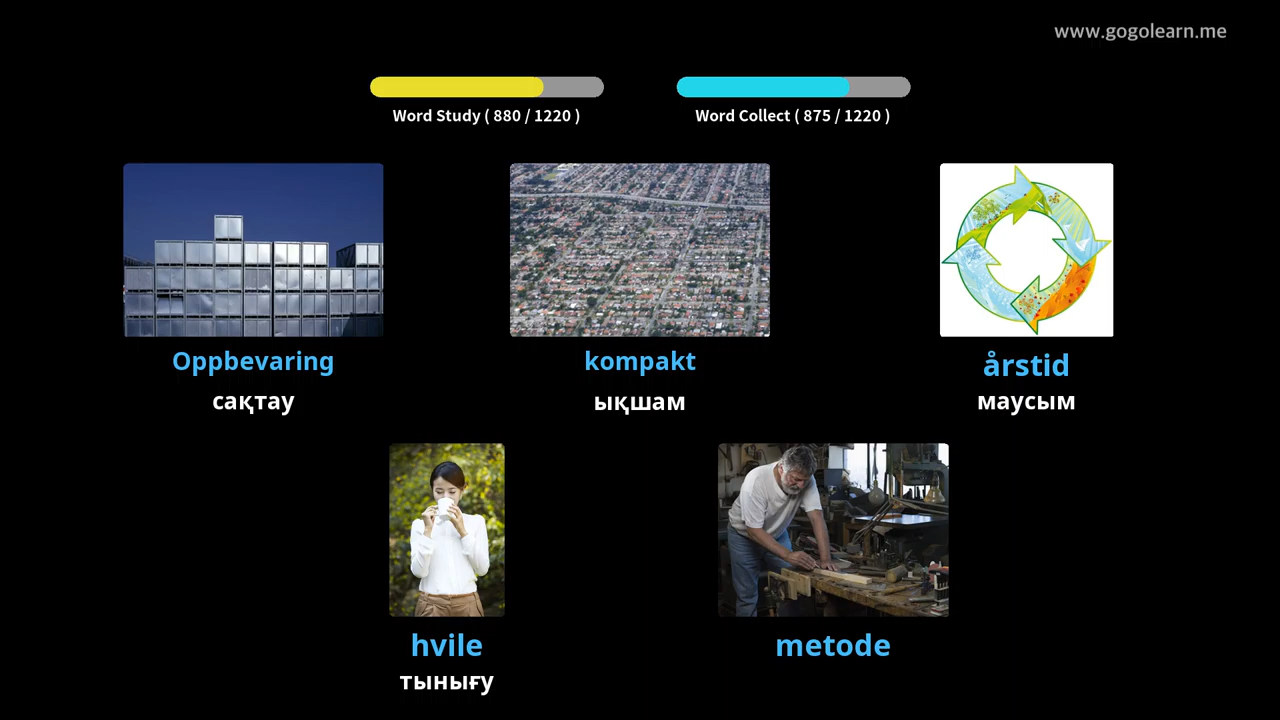 www.gogolearn.me
Word Study ( 880 / 1220 )
Word Collect ( 875 / 1220 )
Oppbevaring
сақтау
kompakt
ықшам
årstid
маусым
hvile
тынығу
metode